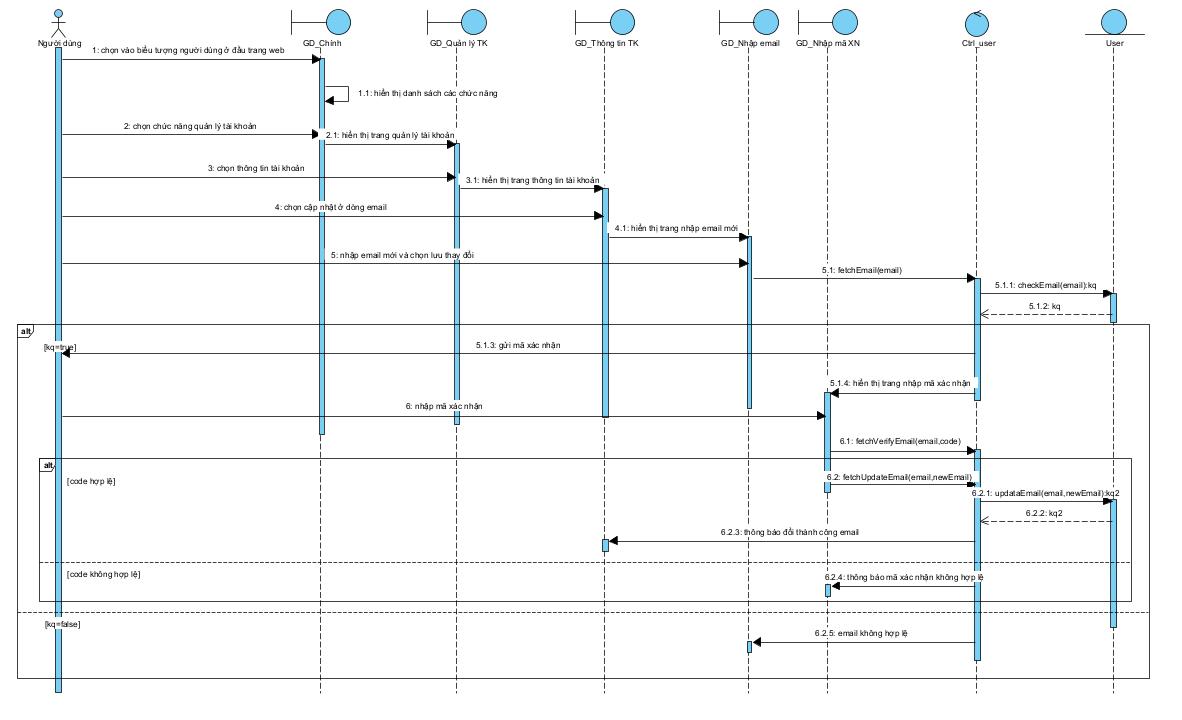 Người dùng
GD_Chính
GD_Quản lý TK
GD_Thông tin TK
GD_Nhập email
GD_Nhập mã XN
Ctrl_user
User
1: chọn vào biểu tượng người dùng ở đầu trang web
1.1: hiển thị danh sách các chức năng
2: chọn chức năng quản lý tài khoản
2.1: hiển thị trang quản lý tài khoản
3: chọn thông tin tài khoản
3.1: hiển thị trang thông tin tài khoản
4: chọn cập nhật ở dòng email
4.1: hiển thị trang nhập email mới
5: nhập email mới và chọn lưu thay đổi
5.1: fetchEmail(email)
5.1.1: checkEmail(email):kq
5.1.2: kq
alt
[kq=true]
5.1.3: gửi mã xác nhận
5.1.4: hiển thị trang nhập mã xác nhận
6: nhập mã xác nhận
6.1: fetchVerifyEmail(email,code)
alt
[code hợp lệ]
6.2: fetchUpdateEmail(email,newEmail)
6.2.1: updataEmail(email,newEmail):kq2
6.2.2: kq2
6.2.3: thông báo đổi thành công email
[code không hợp lệ]
6.2.4: thông báo mã xác nhận không hợp lệ
[kq=false]
6.2.5: email không hợp lệ